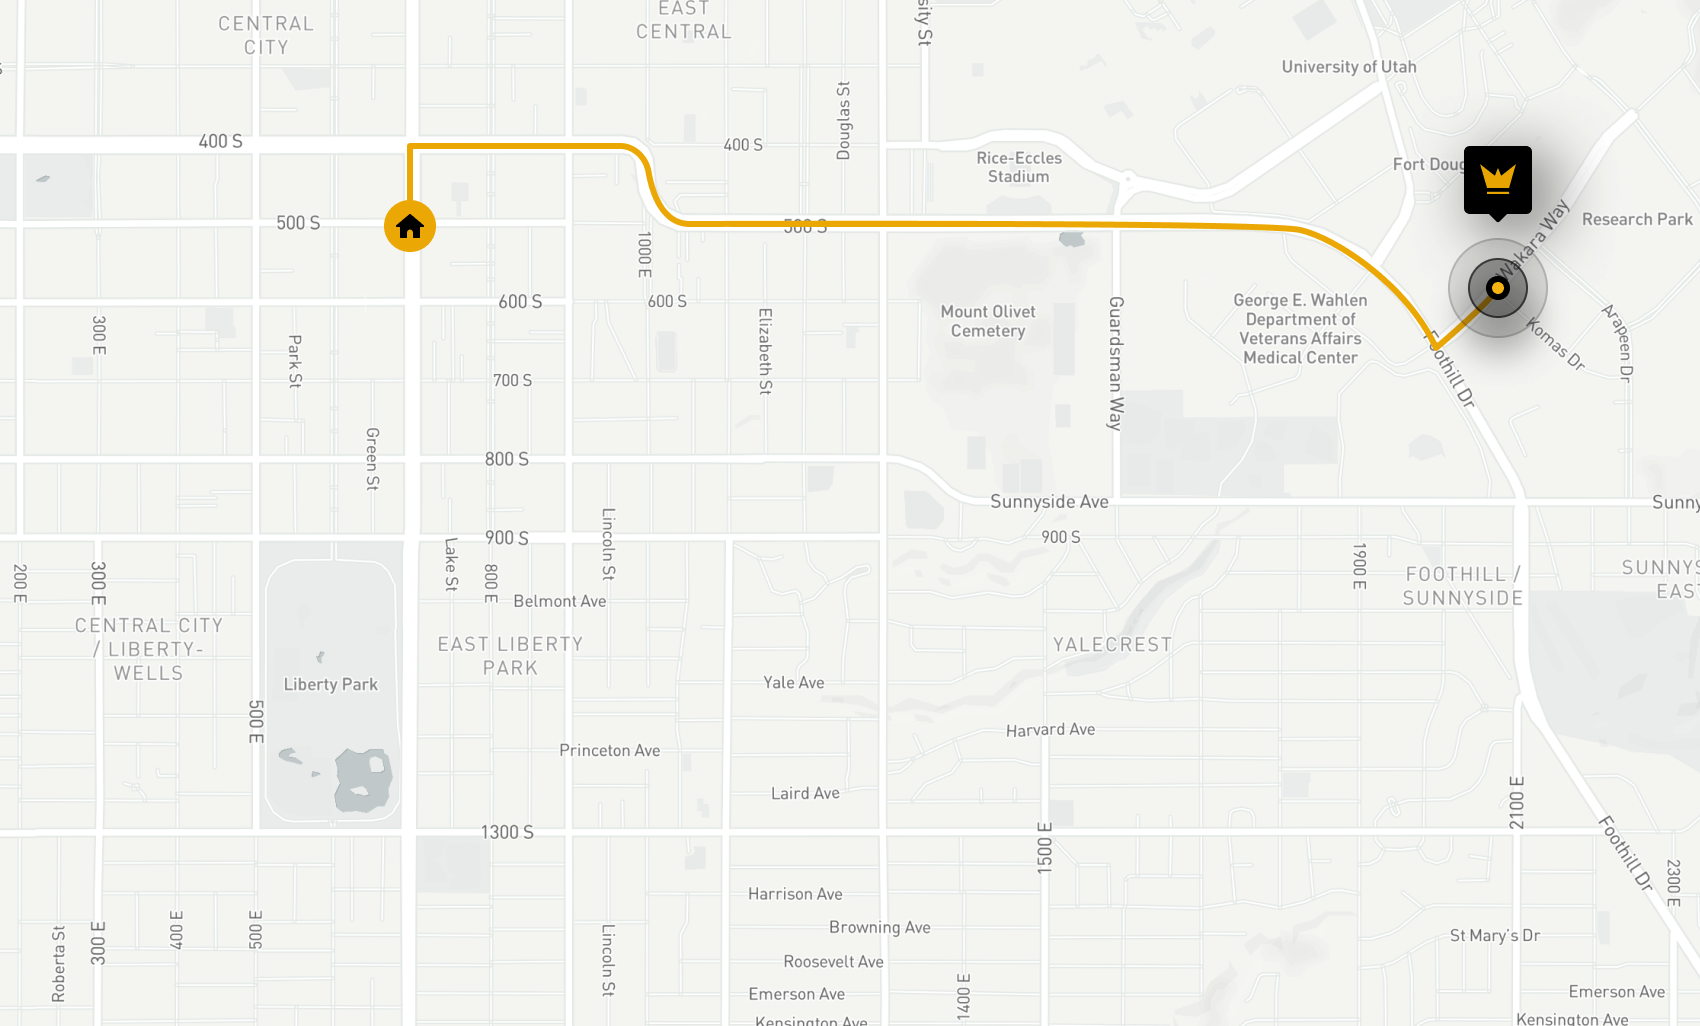 CENTRAL
CITY
EAST
CENTRAL
sity St
University of Utah
400 S
Douglas St
400 S
Rice-Eccles
Stadium
Fort Doug
Research Park
Wakara Way
500 S
500 S
1000 E
600 S
600 S
300 E
Park St
Elizabeth St
Mount Olivet
Cemetery
Guardsman Way
George E. Wahlen
Department of
Veterans Affairs
Medical Center
Foothill Dr
Komas Dr
Arapeen Dr
700 S
Green St
800 S
Sunnyside Ave
Sunny
900 S
900 S
Lincoln St
Lake St
800 E
200 E
300 E
1900 E
Belmont Ave
FOOTHILL /
SUNNYSIDE
SUNNYS
EAST
CENTRAL CITY
/ LIBERTY-
WELLS
EAST LIBERTY
PARK
YALECREST
Liberty Park
Yale Ave
500 E
Harvard Ave
Princeton Ave
Laird Ave
2100 E
1300 S
1500 E
Foothill Dr
2300 E
Harrison Ave
Browning Ave
Roberta St
300 E
400 E
500 E
Lincoln St
St Mary's Dr
Roosevelt Ave
Emerson Ave
1400 E
Emerson Ave
Kensington Ave
Kensington Ave